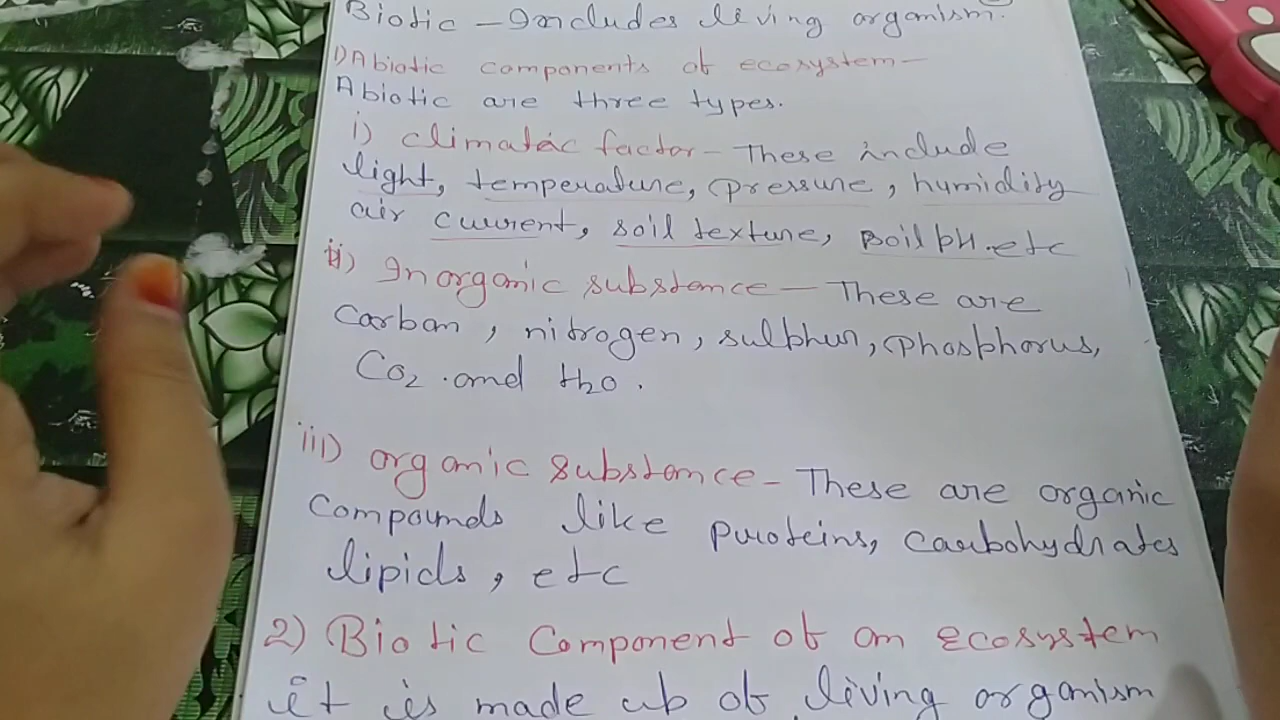 Biotic - Includes living organism.
1) Abiotic components of ecosystem -
Abiotic are three types.
i) climatic factor - These include
light, temperature, pressure, humidity
air current, soil texture, soil pH. etc
ii) Inorganic substance - These are
Carbon, nitrogen, sulphur, phosphorus,
CO2 and H2O.
iii) organic substance - These are organic
Compounds like proteins, carbohydrates
lipids, etc
2) Biotic Component of an Ecosystem
it is made up of living organism